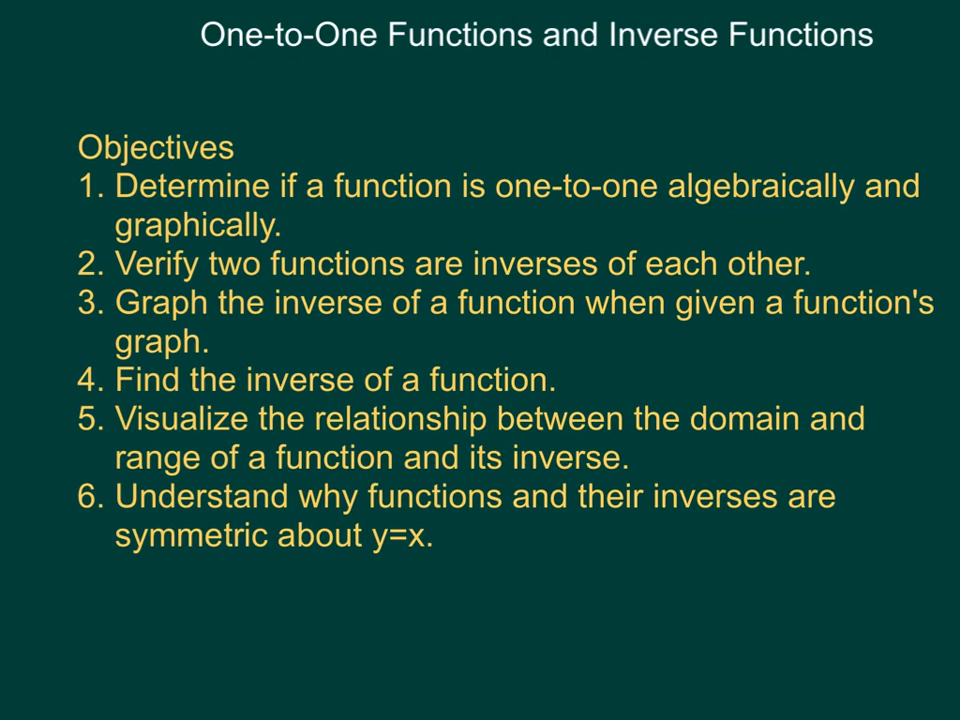 One-to-One Functions and Inverse Functions
Objectives
1. Determine if a function is one-to-one algebraically and
graphically.
2. Verify two functions are inverses of each other.
3. Graph the inverse of a function when given a function's
graph.
4. Find the inverse of a function.
5. Visualize the relationship between the domain and
range of a function and its inverse.
6. Understand why functions and their inverses are
symmetric about y=x.